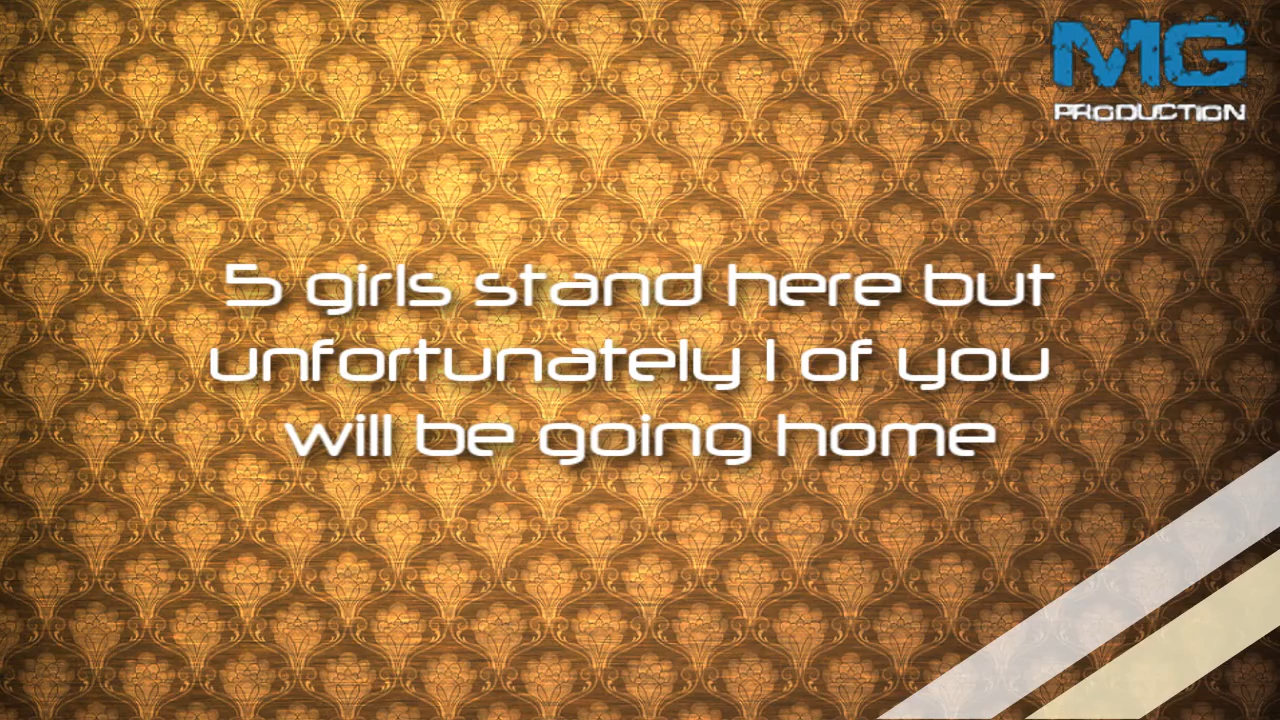 MG
PRODUCTION
5 girls stand here but
unfortunately 1 of you
will be going home